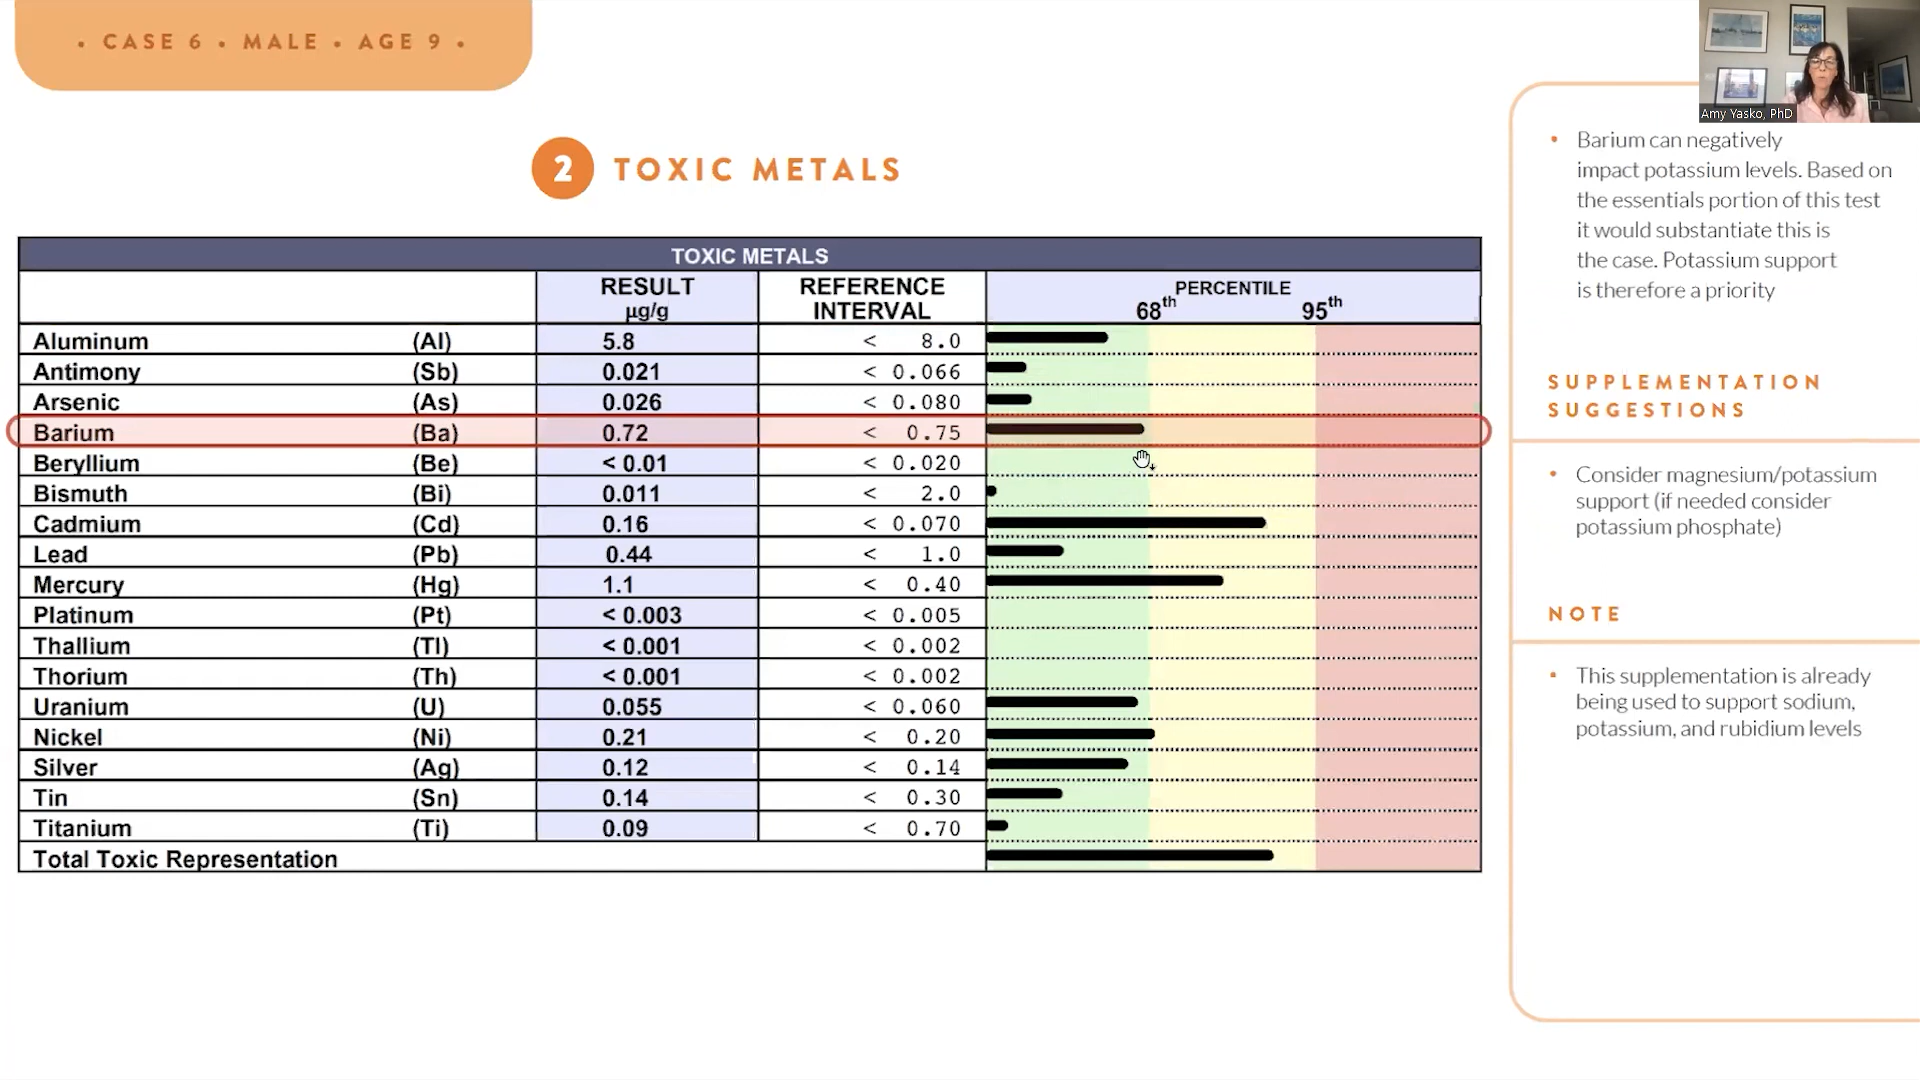 • CASE 6 • MALE • AGE 9 •
Amy Yasko, PhD
2 TOXIC METALS
TOXIC METALS
RESULT µg/g REFERENCE INTERVAL PERCENTILE 68th 95th
Aluminum (Al) 5.8 < 8.0
Antimony (Sb) 0.021 < 0.066
Arsenic (As) 0.026 < 0.080
Barium (Ba) 0.72 < 0.75
Beryllium (Be) < 0.01 < 0.020
Bismuth (Bi) 0.011 < 2.0
Cadmium (Cd) 0.16 < 0.070
Lead (Pb) 0.44 < 1.0
Mercury (Hg) 1.1 < 0.40
Platinum (Pt) < 0.003 < 0.005
Thallium (Tl) < 0.001 < 0.002
Thorium (Th) < 0.001 < 0.002
Uranium (U) 0.055 < 0.060
Nickel (Ni) 0.21 < 0.20
Silver (Ag) 0.12 < 0.14
Tin (Sn) 0.14 < 0.30
Titanium (Ti) 0.09 < 0.70
Total Toxic Representation
• Barium can negatively
impact potassium levels. Based on
the essentials portion of this test
it would substantiate this is
the case. Potassium support
is therefore a priority
SUPPLEMENTATION
SUGGESTIONS
• Consider magnesium/potassium
support (if needed consider
potassium phosphate)
NOTE
• This supplementation is already
being used to support sodium,
potassium, and rubidium levels